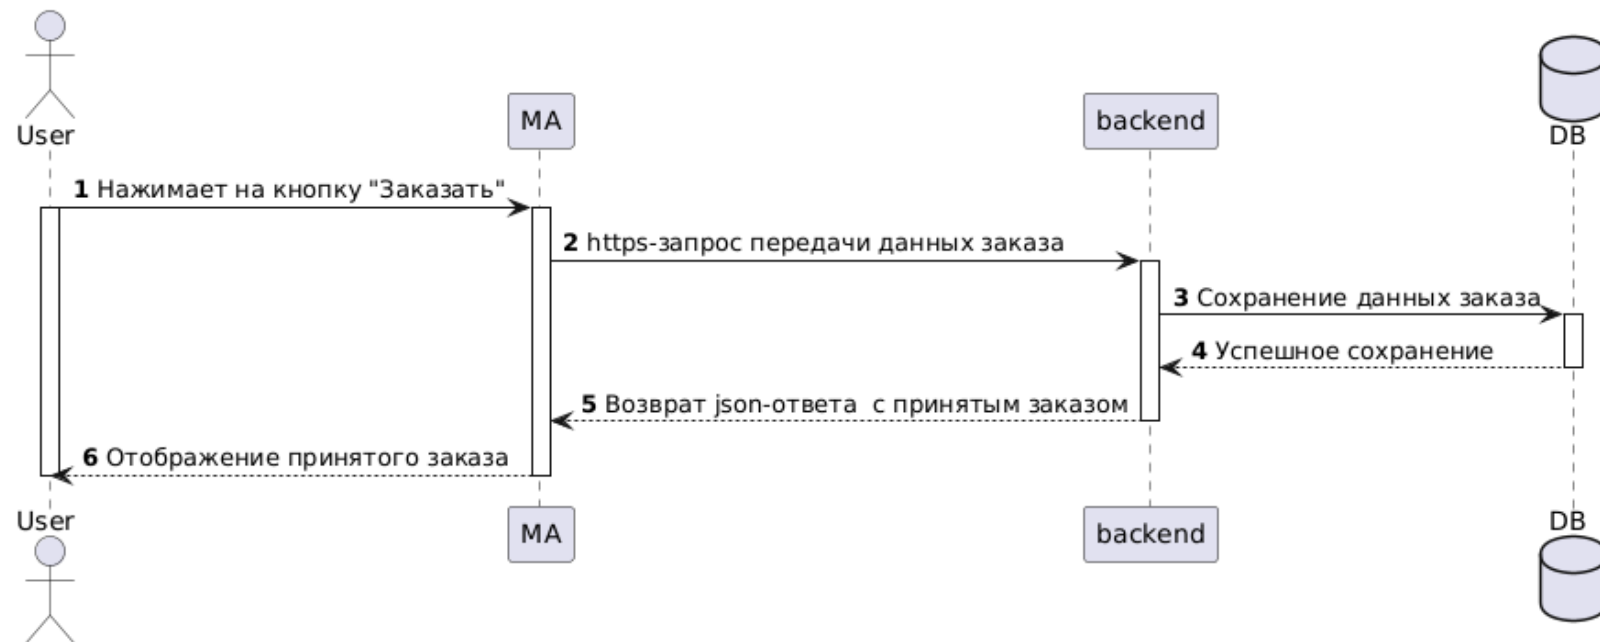 User
MA
backend
DB
1 Нажимает на кнопку "Заказать"
2 https-запрос передачи данных заказа
3 Сохранение данных заказа
4 Успешное сохранение
5 Возврат json-ответа  с принятым заказом
6 Отображение принятого заказа
User
MA
backend
DB